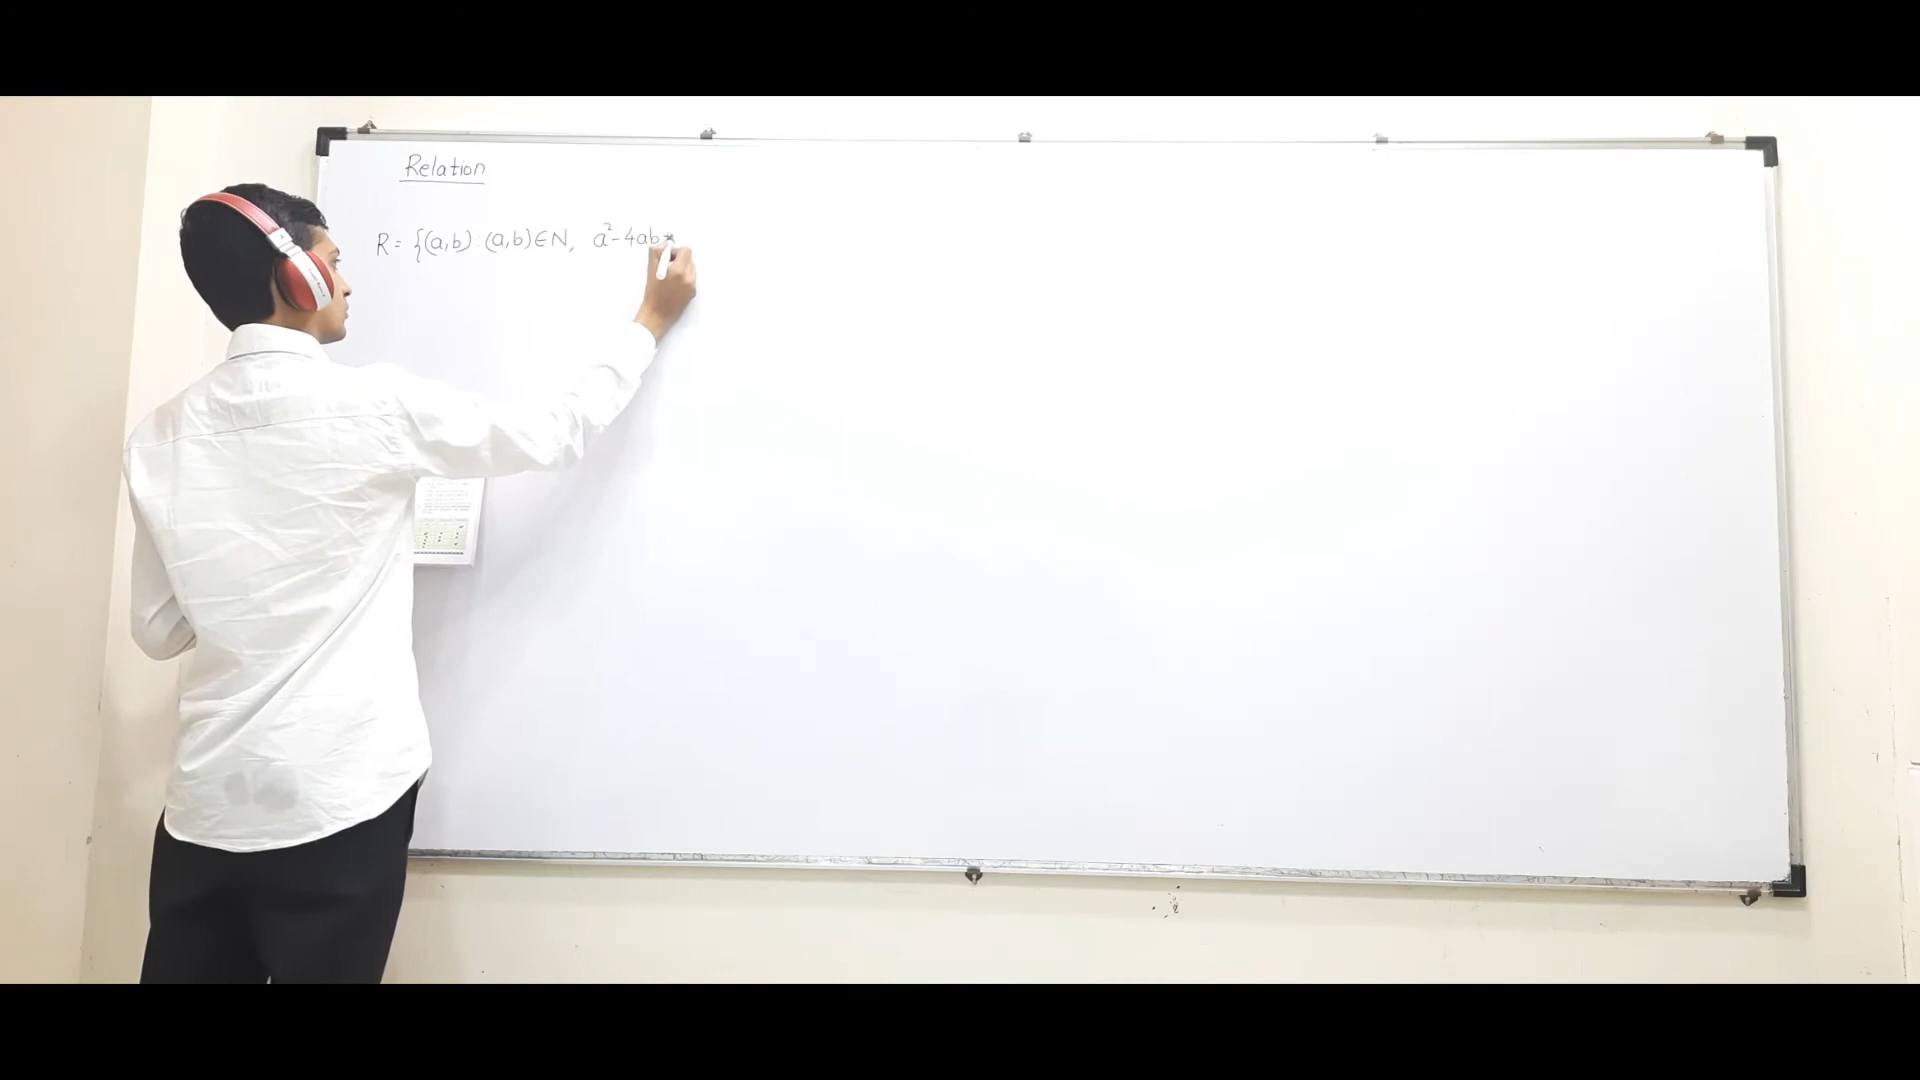 Relation
R = {(a,b) : (a,b) ∈ N, a² - 4ab +